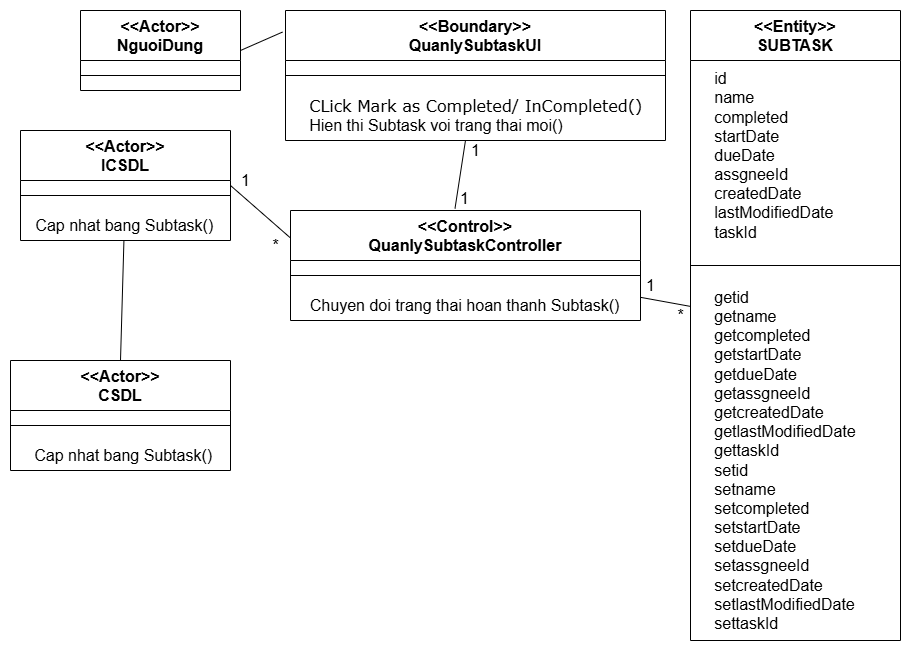 <<Actor>>
NguoiDung
<<Boundary>>
QuanlySubtaskUI
CLick Mark as Completed/ InCompleted()
Hien thi Subtask voi trang thai moi()
<<Entity>>
SUBTASK
id
name
completed
startDate
dueDate
assgneeId
createdDate
lastModifiedDate
taskId
getid
getname
getcompleted
getstartDate
getdueDate
getassgneeId
getcreatedDate
getlastModifiedDate
gettaskId
setid
setname
setcompleted
setstartDate
setdueDate
setassgneeId
setcreatedDate
setlastModifiedDate
settaskId
<<Actor>>
ICSDL
Cap nhat bang Subtask()
1
*
1
1
<<Control>>
QuanlySubtaskController
Chuyen doi trang thai hoan thanh Subtask()
1
*
<<Actor>>
CSDL
Cap nhat bang Subtask()